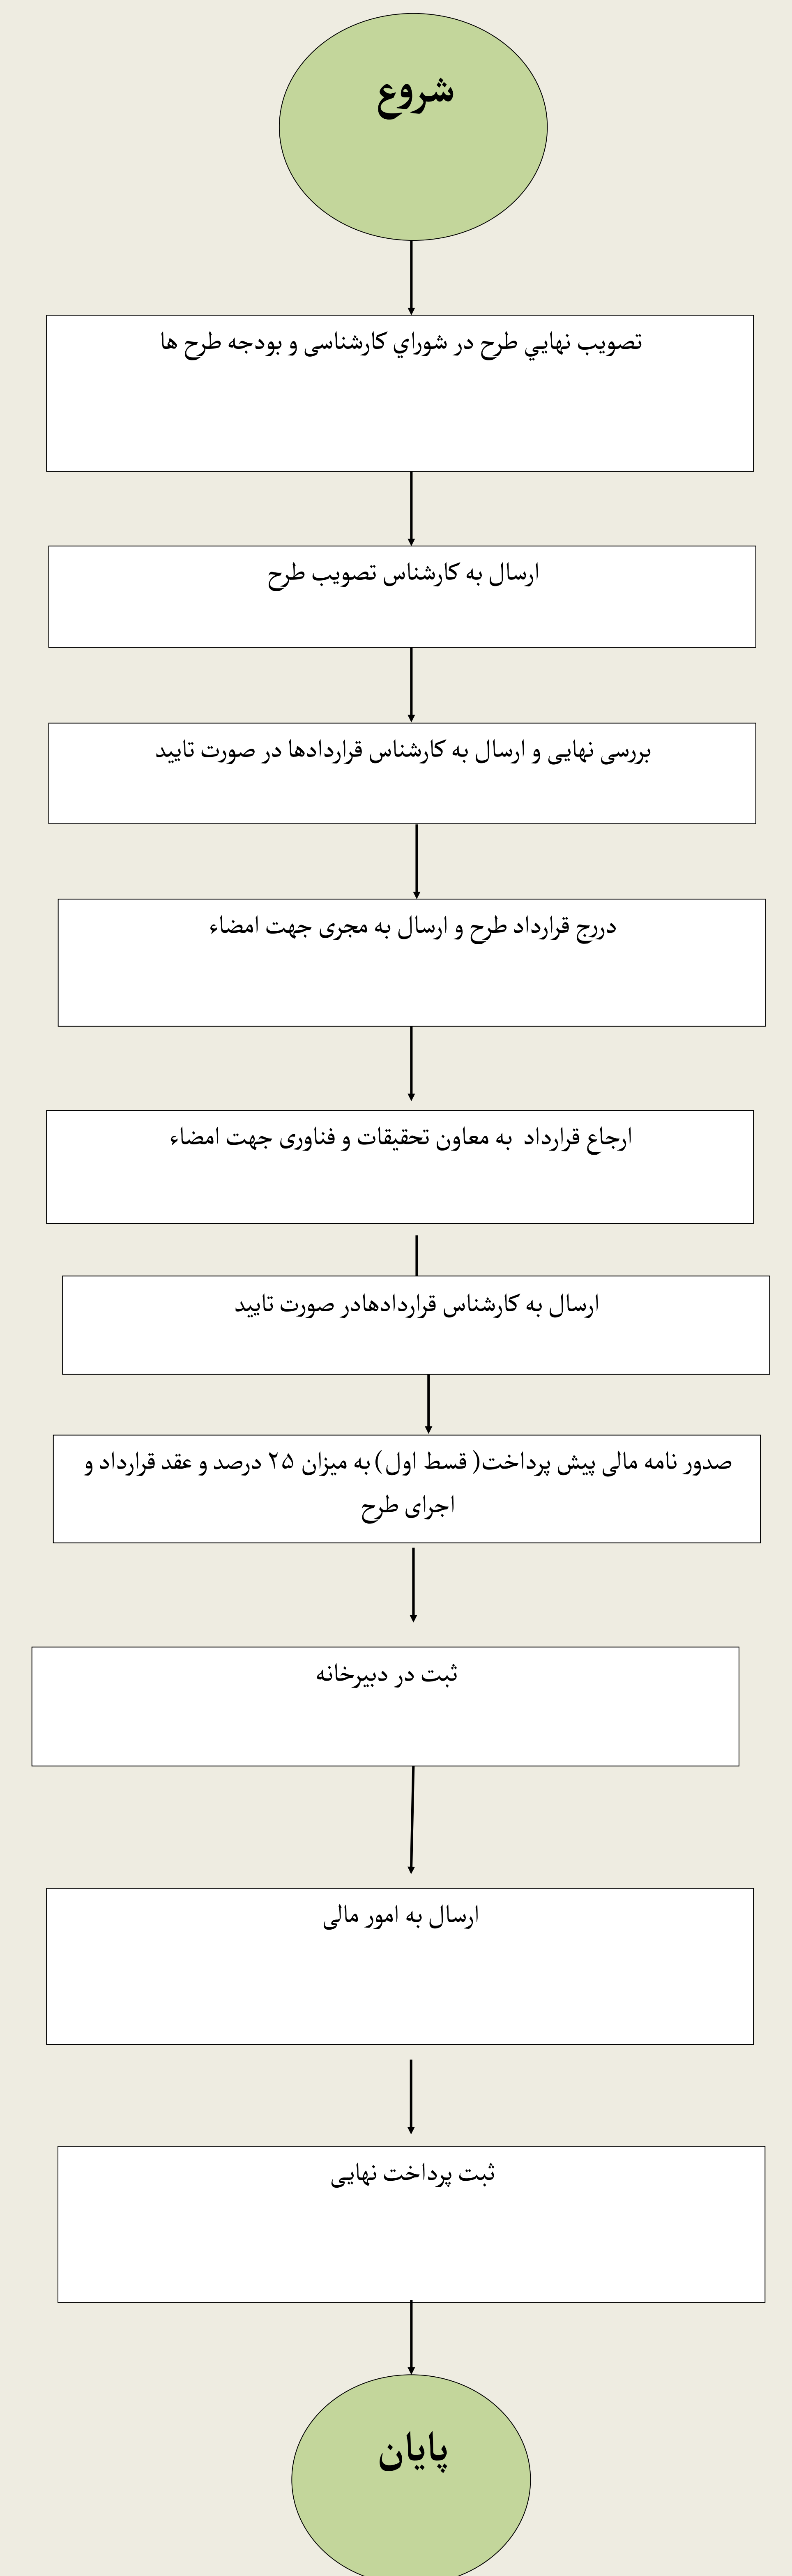 شروع
تصویب نهايي طرح در شوراي کارشناسی و بودجه طرح ها
ارسال به کارشناس تصویب طرح
بررسی نهایی و ارسال به کارشناس قراردادها در صورت تایید
دررج قرارداد طرح و ارسال به مجری جهت امضاء
ارجاع قرارداد  به معاون تحقیقات و فناوری جهت امضاء
ارسال به کارشناس قراردادهادر صورت تایید
صدور نامه مالی پیش پرداخت( قسط اول)به میزان ۲۵ درصد و عقد قرارداد و
اجرای طرح
ثبت در دبیرخانه
ارسال به امور مالی
ثبت پرداخت نهایی
پایان